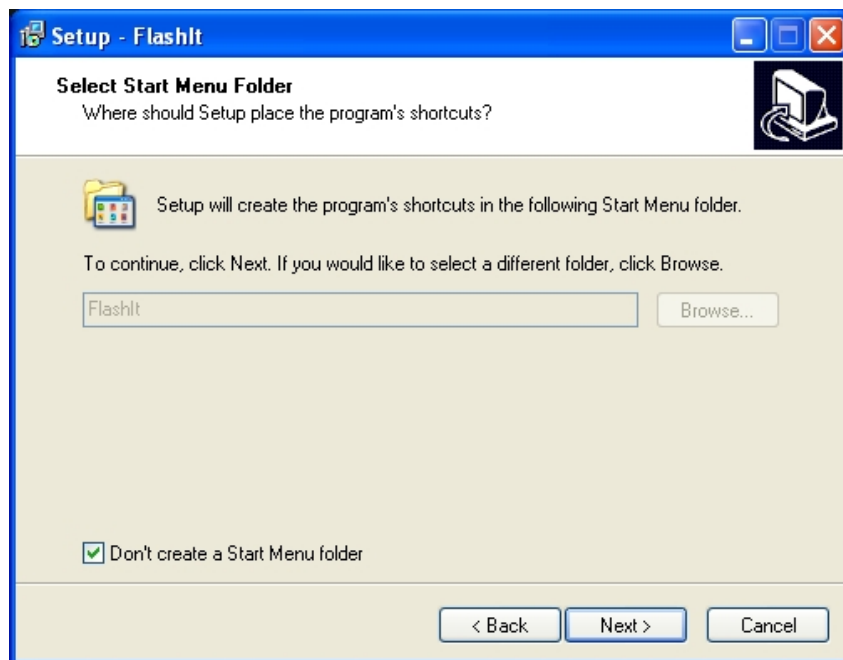 Setup - FlashIt
Select Start Menu Folder
Where should Setup place the program's shortcuts?
Setup will create the program's shortcuts in the following Start Menu folder.
To continue, click Next. If you would like to select a different folder, click Browse.
FlashIt
Browse...
Don't create a Start Menu folder
< Back
Next >
Cancel